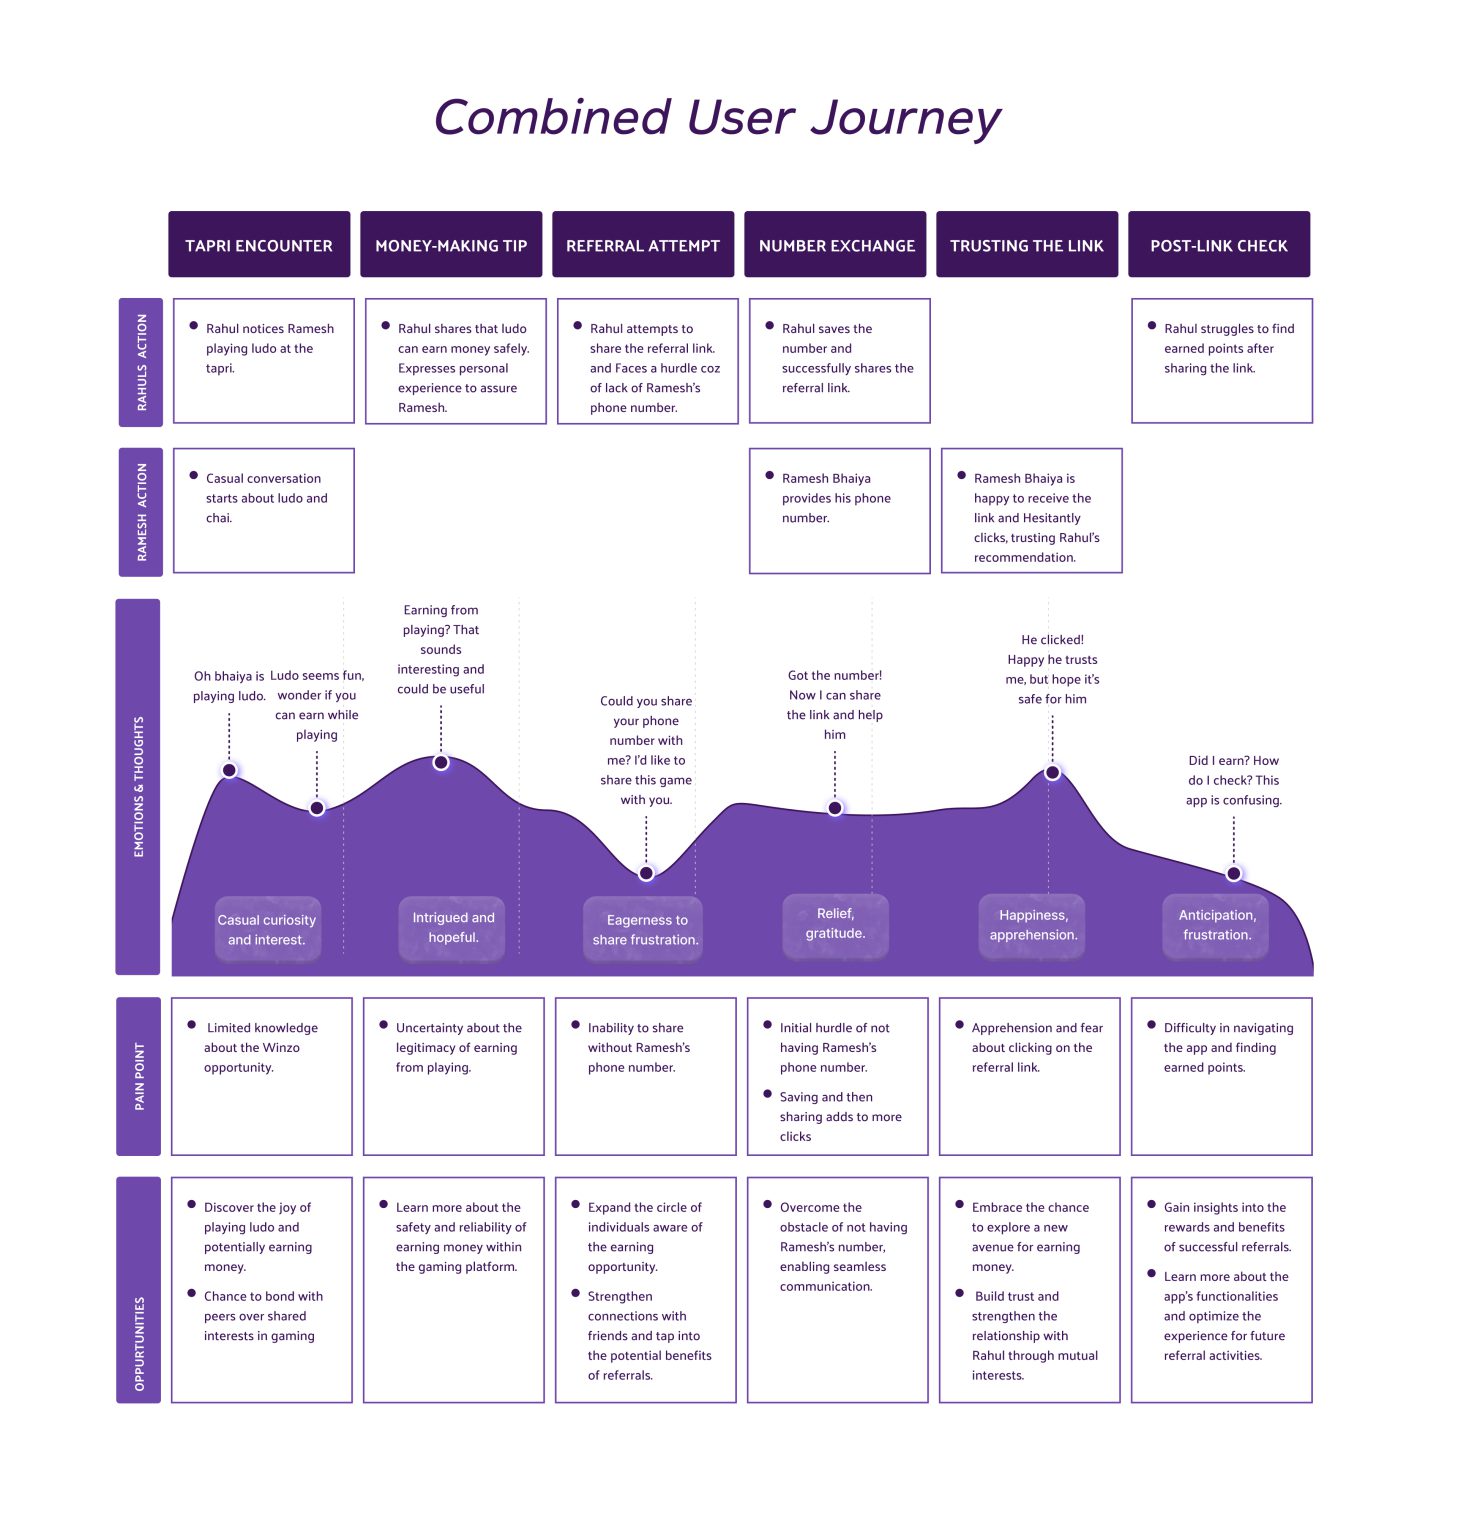 Combined User Journey
TAPRI ENCOUNTER
MONEY-MAKING TIP
REFERRAL ATTEMPT
NUMBER EXCHANGE
TRUSTING THE LINK
POST-LINK CHECK
RAHULS ACTION
Rahul notices Ramesh
playing ludo at the
tapri.
Rahul shares that ludo
can earn money safely.
Expresses personal
experience to assure
Ramesh.
Rahul attempts to
share the referral link.
and Faces a hurdle coz
of lack of Ramesh's
phone number.
Rahul saves the
number and
successfully shares the
referral link.
Rahul struggles to find
earned points after
sharing the link.
RAMESH ACTION
Casual conversation
starts about ludo and
chai.
Ramesh Bhaiya
provides his phone
number.
Ramesh Bhaiya is
happy to receive the
link and Hesitantly
clicks, trusting Rahul's
recommendation.
EMOTIONS & THOUGHTS
Oh bhaiya is
playing ludo.
Ludo seems fun,
wonder if you
can earn while
playing
Earning from
playing? That
sounds
interesting and
could be useful
Could you share
your phone
number with
me? I'd like to
share this game
with you.
Got the number!
Now I can share
the link and help
him
He clicked!
Happy he trusts
me, but hope it's
safe for him
Did I earn? How
do I check? This
app is confusing.
Casual curiosity
and interest.
Intrigued and
hopeful.
Eagerness to
share frustration.
Relief,
gratitude.
Happiness,
apprehension.
Anticipation,
frustration.
PAIN POINT
Limited knowledge
about the Winzo
opportunity.
Uncertainty about the
legitimacy of earning
from playing.
Inability to share
without Ramesh's
phone number.
Initial hurdle of not
having Ramesh's
phone number.
Saving and then
sharing adds to more
clicks
Apprehension and fear
about clicking on the
referral link.
Difficulty in navigating
the app and finding
earned points.
OPPURTUNITIES
Discover the joy of
playing ludo and
potentially earning
money.
Chance to bond with
peers over shared
interests in gaming
Learn more about the
safety and reliability of
earning money within
the gaming platform.
Expand the circle of
individuals aware of
the earning
opportunity.
Strengthen
connections with
friends and tap into
the potential benefits
of referrals.
Overcome the
obstacle of not having
Ramesh's number,
enabling seamless
communication.
Embrace the chance
to explore a new
avenue for earning
money.
Build trust and
strengthen the
relationship with
Rahul through mutual
interests.
Gain insights into the
rewards and benefits
of successful referrals.
Learn more about the
app's functionalities
and optimize the
experience for future
referral activities.